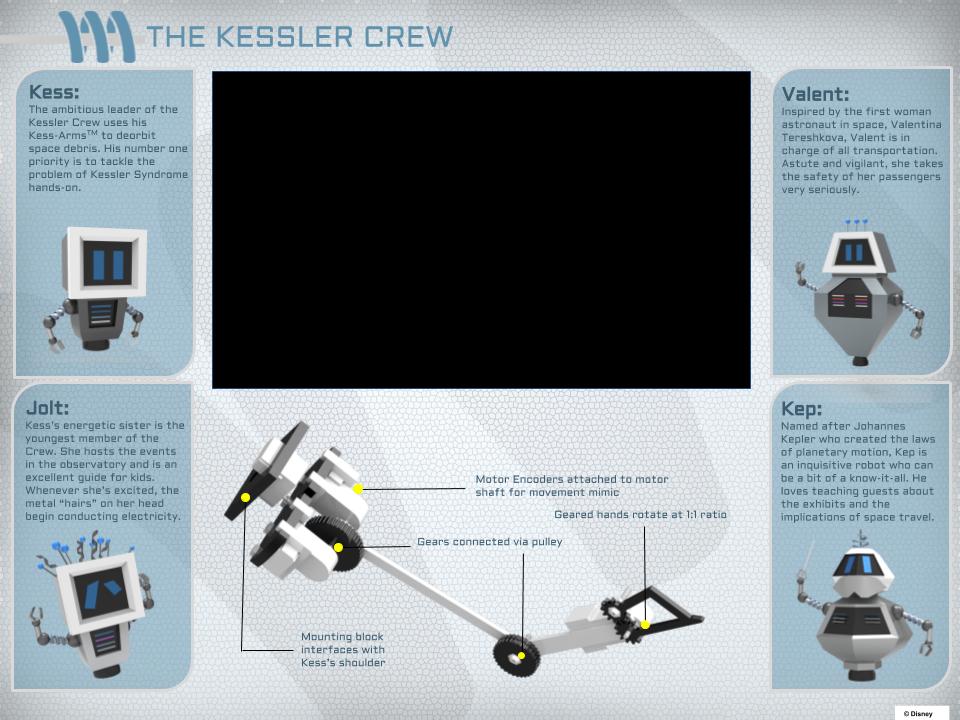 THE KESSLER CREW
Kess:
The ambitious leader of the
Kessler Crew uses his
Kess-Arms™ to deorbit
space debris. His number one
priority is to tackle the
problem of Kessler Syndrome
hands-on.
Valent:
Inspired by the first woman
astronaut in space, Valentina
Tereshkova, Valent is in
charge of all transportation.
Astute and vigilant, she takes
the safety of her passengers
very seriously.
Jolt:
Kess's energetic sister is the
youngest member of the
Crew. She hosts the events
in the observatory and is an
excellent guide for kids.
Whenever she's excited, the
metal “hairs” on her head
begin conducting electricity.
Motor Encoders attached to motor
shaft for movement mimic
Geared hands rotate at 1:1 ratio
Gears connected via pulley
Mounting block
interfaces with
Kess's shoulder
Kep:
Named after Johannes
Kepler who created the laws
of planetary motion, Kep is
an inquisitive robot who can
be a bit of a know-it-all. He
loves teaching guests about
the exhibits and the
implications of space travel.
© Disney